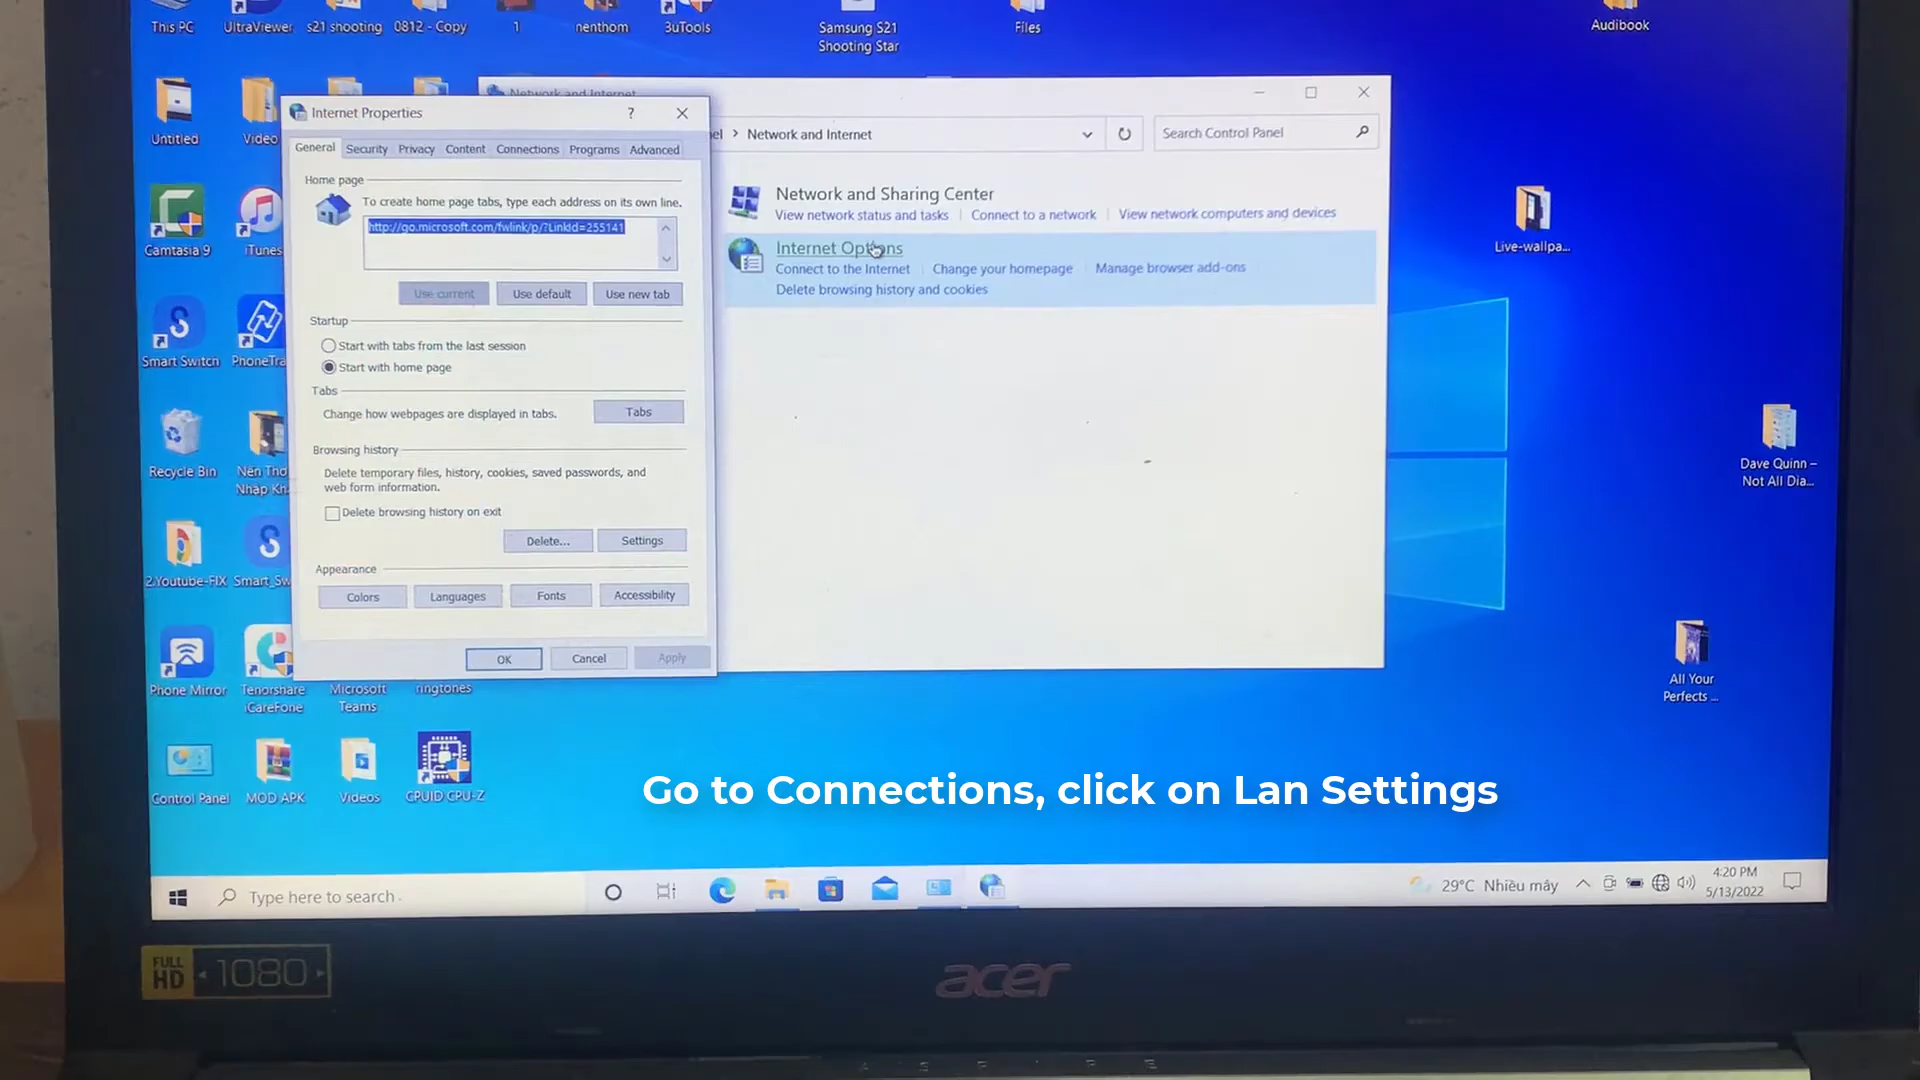 This PC
UltraViewer
s21 shooting
0812 - Copy
1
nenthom
3uTools
Samsung S21
Shooting Star
Files
Audibook
Untitled
Video
Camtasia 9
iTunes
Smart Switch
PhoneTra
Recycle Bin
Nến Thơ
Nhập Kh
2.Youtube-FIX
Smart_Sw
Phone Mirror
Tenorshare
iCareFone
Microsoft
Teams
ringtones
Control Panel
MOD APK
Videos
CPUID CPU-Z
Live-wallpa...
Dave Quinn –
Not All Dia...
All Your
Perfects ...
Network and Internet
Network and Internet
Search Control Panel
Network and Sharing Center
View network status and tasks
Connect to a network
View network computers and devices
Internet Options
Connect to the Internet
Change your homepage
Manage browser add-ons
Delete browsing history and cookies
Internet Properties
?
General
Security
Privacy
Content
Connections
Programs
Advanced
Home page
To create home page tabs, type each address on its own line.
http://go.microsoft.com/fwlink/p/?LinkId=255141
Use current
Use default
Use new tab
Startup
Start with tabs from the last session
Start with home page
Tabs
Change how webpages are displayed in tabs.
Tabs
Browsing history
Delete temporary files, history, cookies, saved passwords, and
web form information.
Delete browsing history on exit
Delete...
Settings
Appearance
Colors
Languages
Fonts
Accessibility
OK
Cancel
Apply
Go to Connections, click on Lan Settings
Type here to search
29°C Nhiều mây
4:20 PM
5/13/2022
FULL
HD
1080
acer